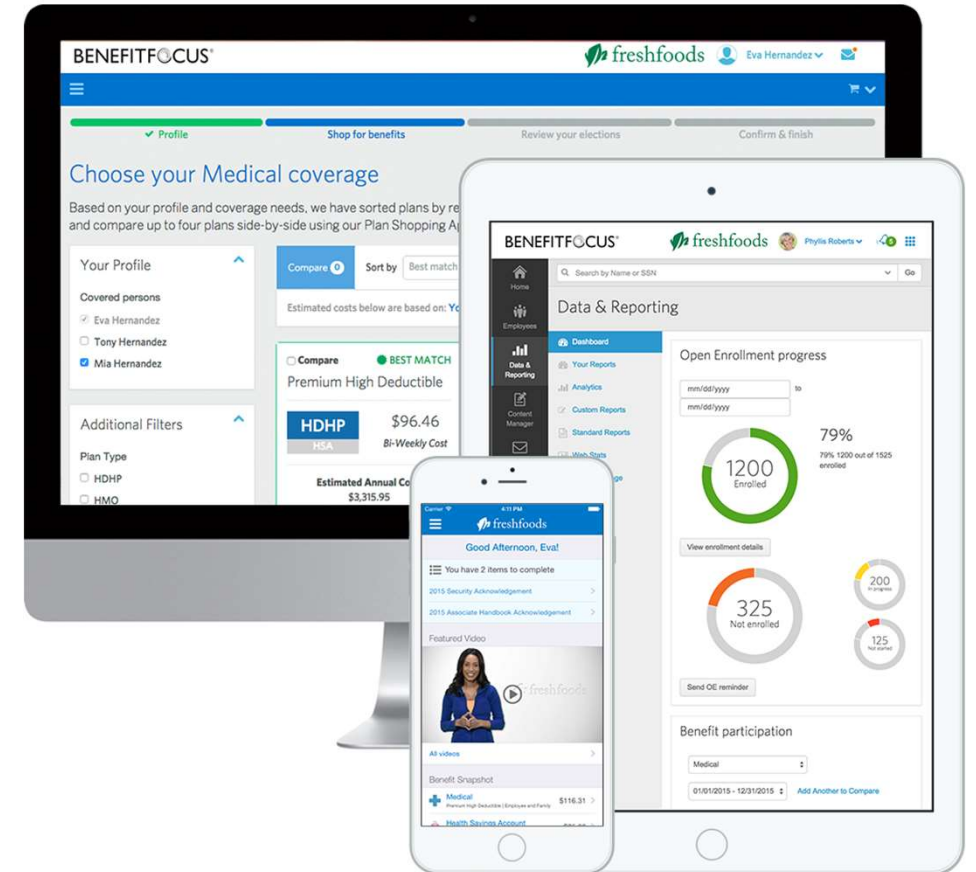 BENEFITFOCUS®
freshfoods
Eva Hernandez
Profile
Shop for benefits
Review your elections
Confirm & finish
Choose your Medical coverage
Based on your profile and coverage needs, we have sorted plans by re
and compare up to four plans side-by-side using our Plan Shopping A
Your Profile
Covered persons
Eva Hernandez
Tony Hernandez
Mia Hernandez
Additional Filters
Plan Type
HDHP
HMO
Compare 0
Sort by
Best match
Estimated costs below are based on: Yo
Compare
BEST MATCH
Premium High Deductible
HDHP
HSA
$96.46
Bi-Weekly Cost
Estimated Annual Co
$3,315.95
BENEFITFOCUS®
freshfoods
Phyllis Roberts
Search by Name or SSN
Go
Home
Employees
Data &
Reporting
Content
Manager
Data & Reporting
Dashboard
Your Reports
Analytics
Custom Reports
Standard Reports
Web Stats
Open Enrollment progress
mm/dd/yyyy
to
mm/dd/yyyy
1200
Enrolled
79%
79% 1200 out of 1525
enrolled
View enrollment details
325
Not enrolled
200
In progress
125
Not started
Send OE reminder
Benefit participation
Medical
01/01/2015 - 12/31/2015
Add Another to Compare
Carrier
4:11 PM
freshfoods
Good Afternoon, Eva!
You have 2 items to complete
2015 Security Acknowledgement
2015 Associate Handbook Acknowledgement
Featured Video
freshfoods
All videos
Benefit Snapshot
Medical
Premium High Deductible | Employee and Family
$116.31
Health Savings Account